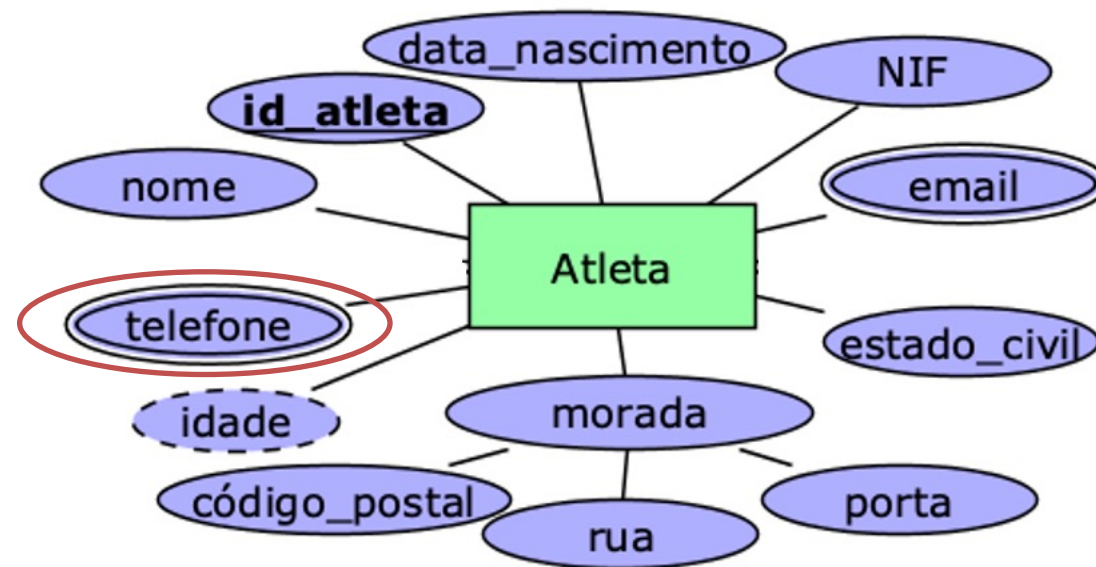 data_nascimento
NIF
id_atleta
nome
email
Atleta
telefone
estado_civil
idade
morada
código_postal
porta
rua